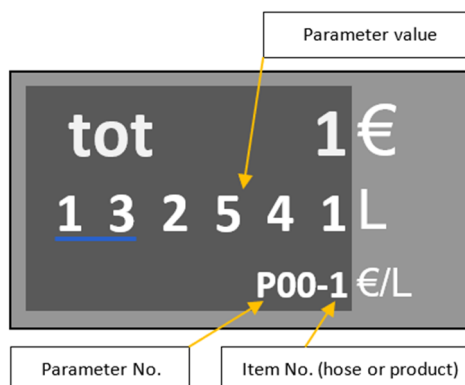 Parameter value
tot 1 €
1 3 2 5 4 1 L
P00-1 €/L
Parameter No.
Item No. (hose or product)